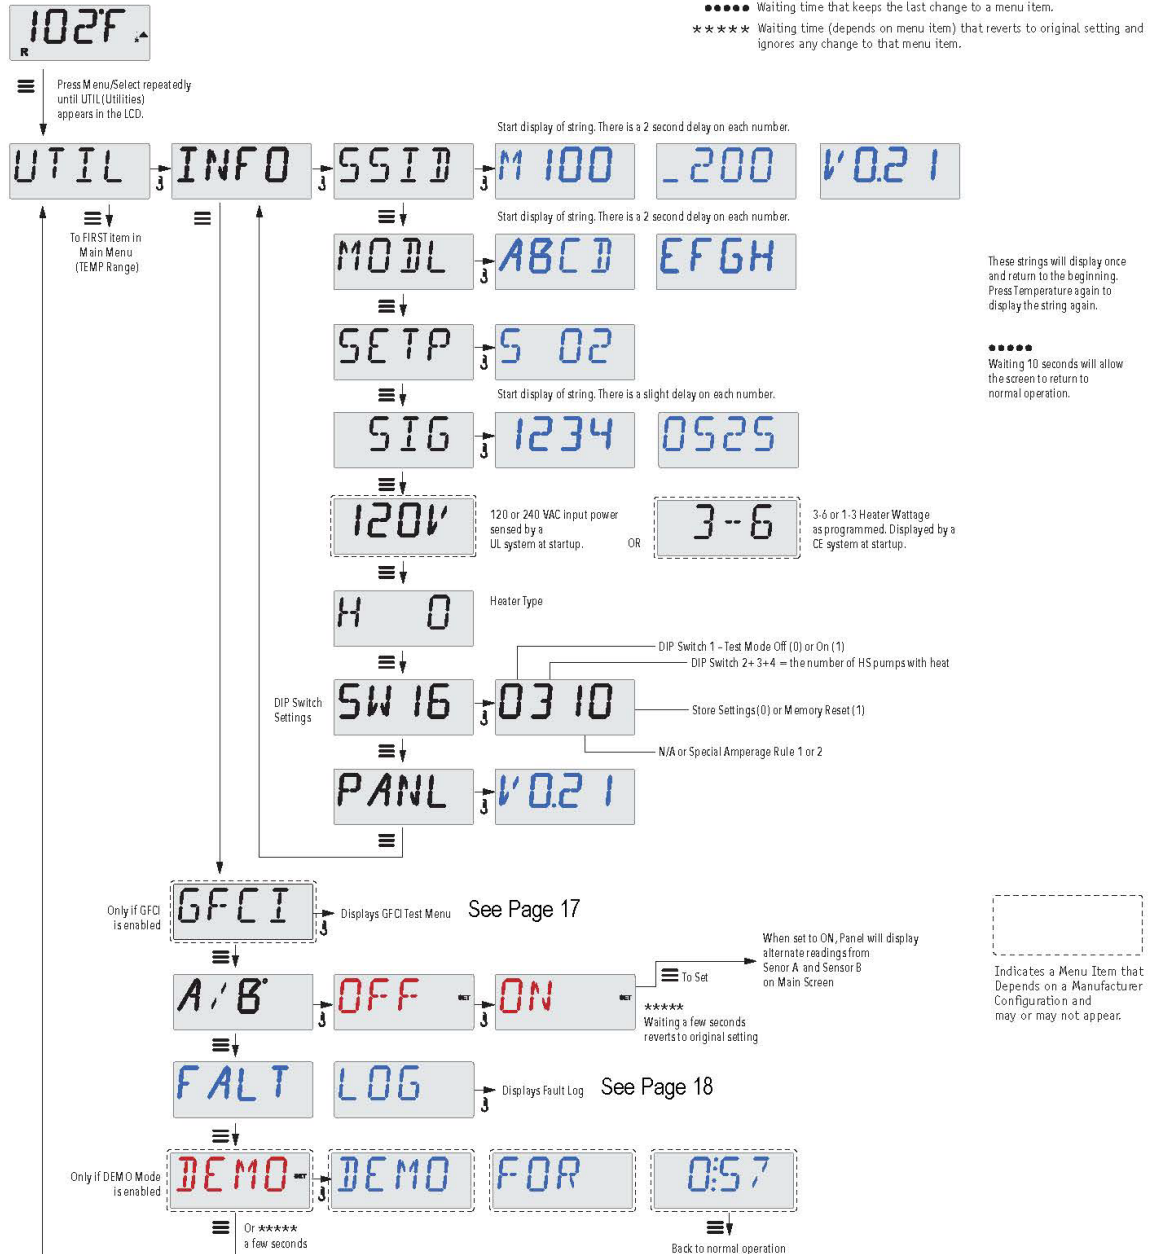 102°F
R
●●●●● Waiting time that keeps the last change to a menu item.
***** Waiting time (depends on menu item) that reverts to original setting and
ignores any change to that menu item.
Press Menu/Select repeatedly
until UTIL (Utilities)
appears in the LCD.
Start display of string. There is a 2 second delay on each number.
UTIL INFO SSID M100 _200 V0.21
To FIRST item in
Main Menu
(TEMP Range)
Start display of string. There is a 2 second delay on each number.
MODL ABCD EFGH
These strings will display once
and return to the beginning.
Press Temperature again to
display the string again.
SETP S 02
●●●●●
Waiting 10 seconds will allow
the screen to return to
normal operation.
Start display of string. There is a slight delay on each number.
SIG 1234 0525
120V
120 or 240 VAC input power
sensed by a
UL system at startup.
OR
3--6
3-6 or 1-3 Heater Wattage
as programmed. Displayed by a
CE system at startup.
H 0
Heater Type
DIP Switch 1 – Test Mode Off (0) or On (1)
DIP Switch 2+ 3+4 = the number of HS pumps with heat
DIP Switch
Settings
SW16 0310
Store Settings (0) or Memory Reset (1)
N/A or Special Amperage Rule 1 or 2
PANL V0.21
Only if GFCI
is enabled
GFCI
Displays GFCI Test Menu See Page 17
A/B° OFF SET ON SET
To Set
When set to ON, Panel will display
alternate readings from
Senor A and Sensor B
on Main Screen
*****
Waiting a few seconds
reverts to original setting
Indicates a Menu Item that
Depends on a Manufacturer
Configuration and
may or may not appear.
FALT LOG
Displays Fault Log See Page 18
Only if DEMO Mode
is enabled
DEMO SET DEMO FOR 0:57
Or *****
a few seconds
Back to normal operation